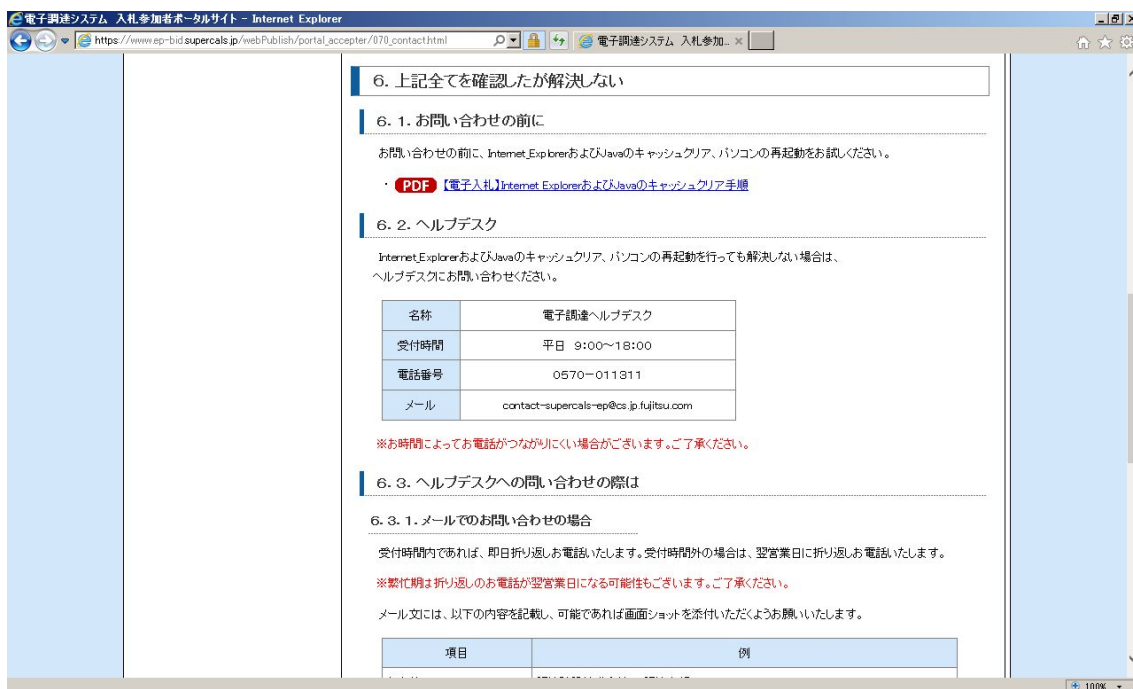 電子調達システム 入札参加者ポータルサイト - Internet Explorer
https://www.ep-bid.supercals.jp/webPublish/portal_accepter/070_contact.html
電子調達システム 入札参加...
6. 上記全てを確認したが解決しない
6. 1. お問い合わせの前に
お問い合わせの前に、Internet ExplorerおよびJavaのキャッシュクリア、パソコンの再起動をお試しください。
・ PDF 【電子入札】Internet ExplorerおよびJavaのキャッシュクリア手順
6. 2. ヘルプデスク
Internet ExplorerおよびJavaのキャッシュクリア、パソコンの再起動を行っても解決しない場合は、
ヘルプデスクにお問い合わせください。
名称 電子調達ヘルプデスク
受付時間 平日 9:00～18:00
電話番号 0570-011311
メール contact-supercals-ep@cs.jp.fujitsu.com
※お時間によってお電話がつながりにくい場合がございます。ご了承ください。
6. 3. ヘルプデスクへの問い合わせの際は
6. 3. 1. メールでのお問い合わせの場合
受付時間内であれば、即日折り返しお電話いたします。受付時間外の場合は、翌営業日に折り返しお電話いたします。
※繁忙期は折り返しのお電話が翌営業日になる可能性もございます。ご了承ください。
メール文には、以下の内容を記載し、可能であれば画面ショットを添付いただくようお願いいたします。
項目 例
100%